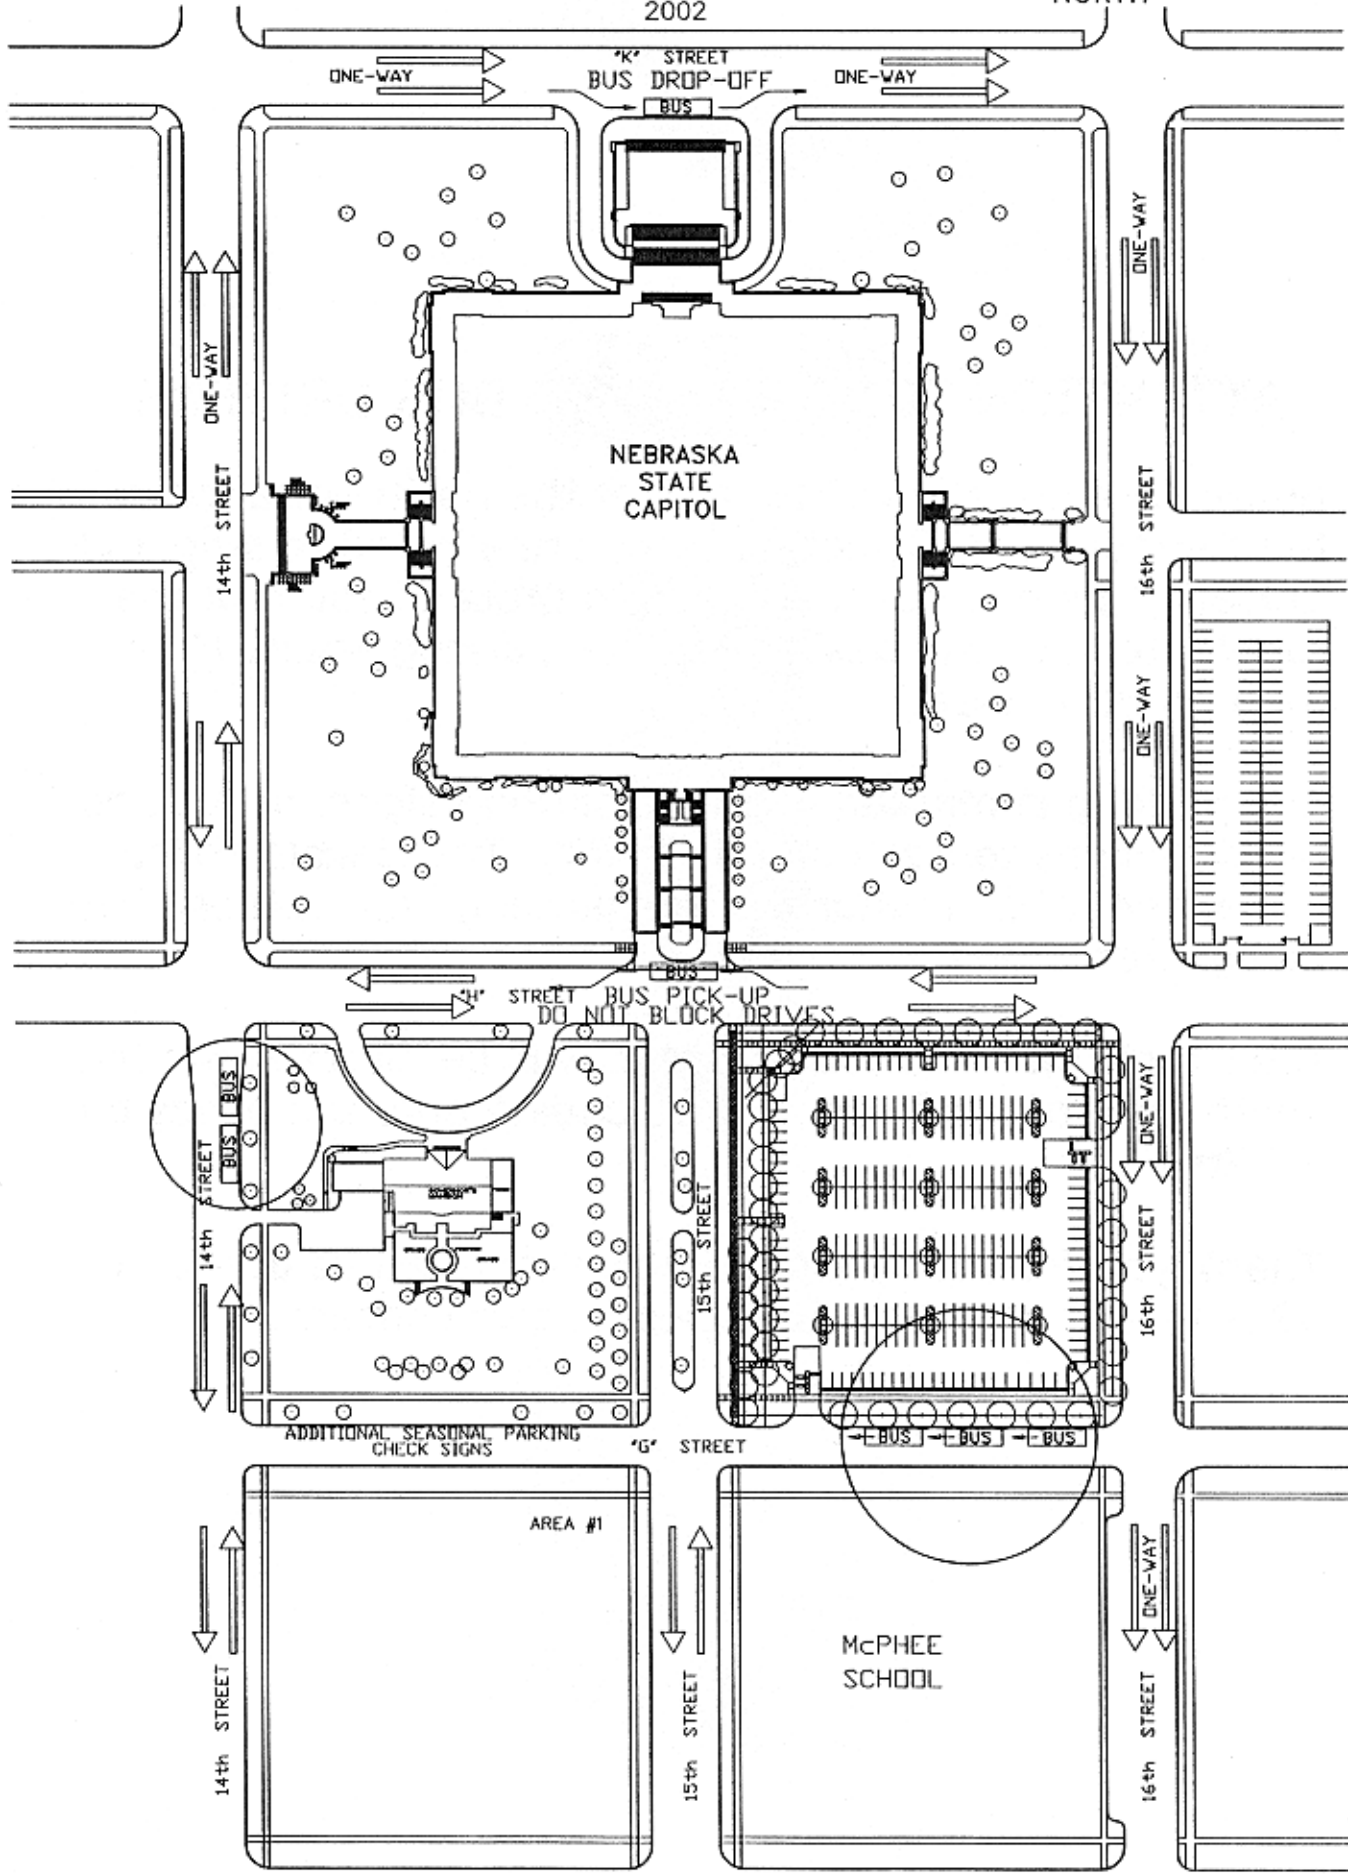 2002
"K" STREET
ONE-WAY
BUS DROP-OFF
ONE-WAY
BUS
ONE-WAY
ONE-WAY
NEBRASKA
STATE
CAPITOL
14th STREET
16th STREET
ONE-WAY
BUS
"H" STREET
BUS PICK-UP
DO NOT BLOCK DRIVES
BUS
BUS
ONE-WAY
14th STREET
15th STREET
16th STREET
ADDITIONAL SEASONAL PARKING
CHECK SIGNS
"G" STREET
BUS
BUS
BUS
AREA #1
ONE-WAY
McPHEE
SCHOOL
14th STREET
15th STREET
16th STREET